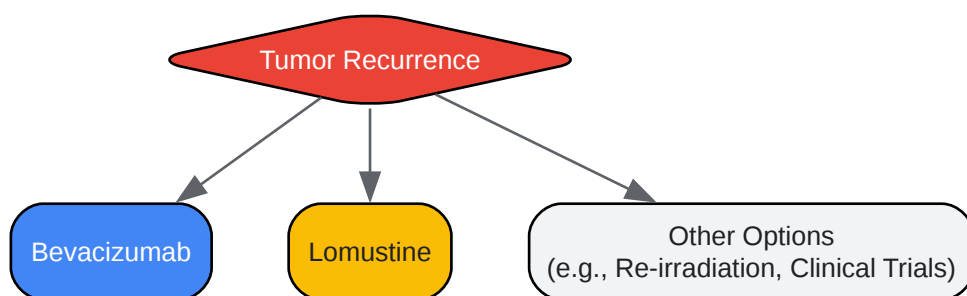 Tumor Recurrence
Bevacizumab
Lomustine
Other Options
(e.g., Re-irradiation, Clinical Trials)